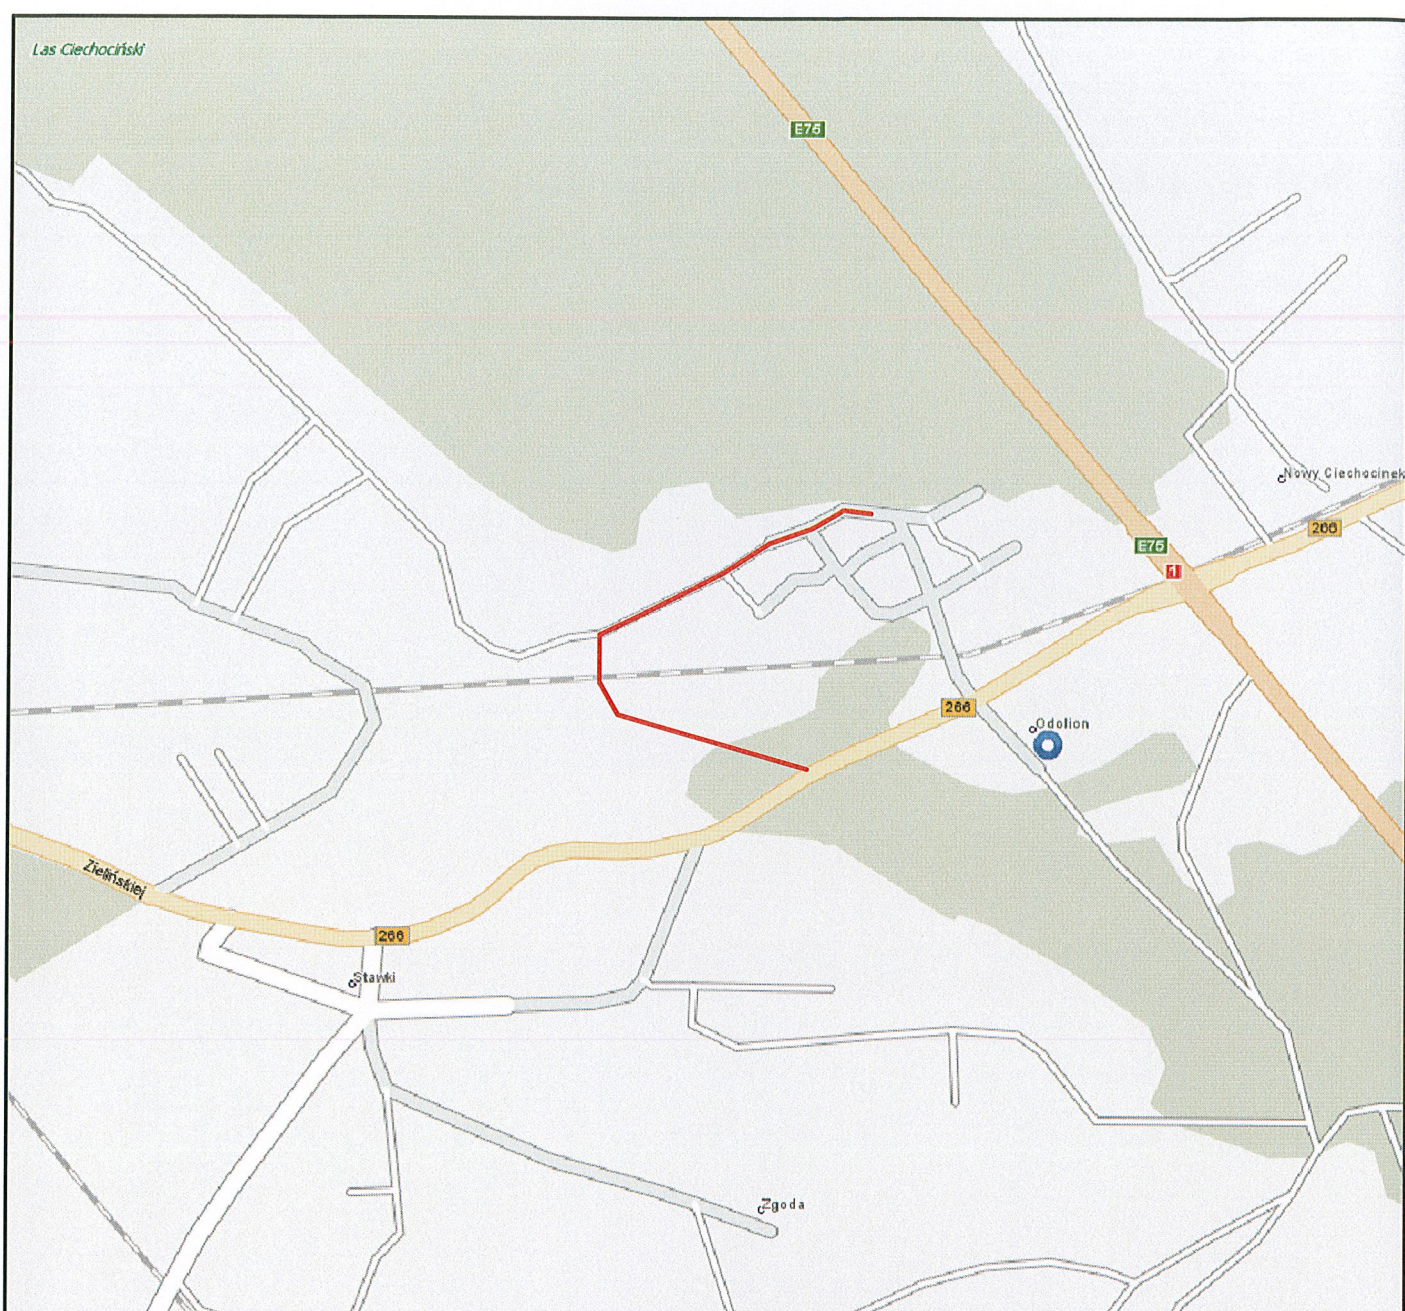 Las Ciechociński
E75
Nowy Ciechocinek
266
E75
1
266
Odolion
Zielińskiej
266
Stawki
Zgoda